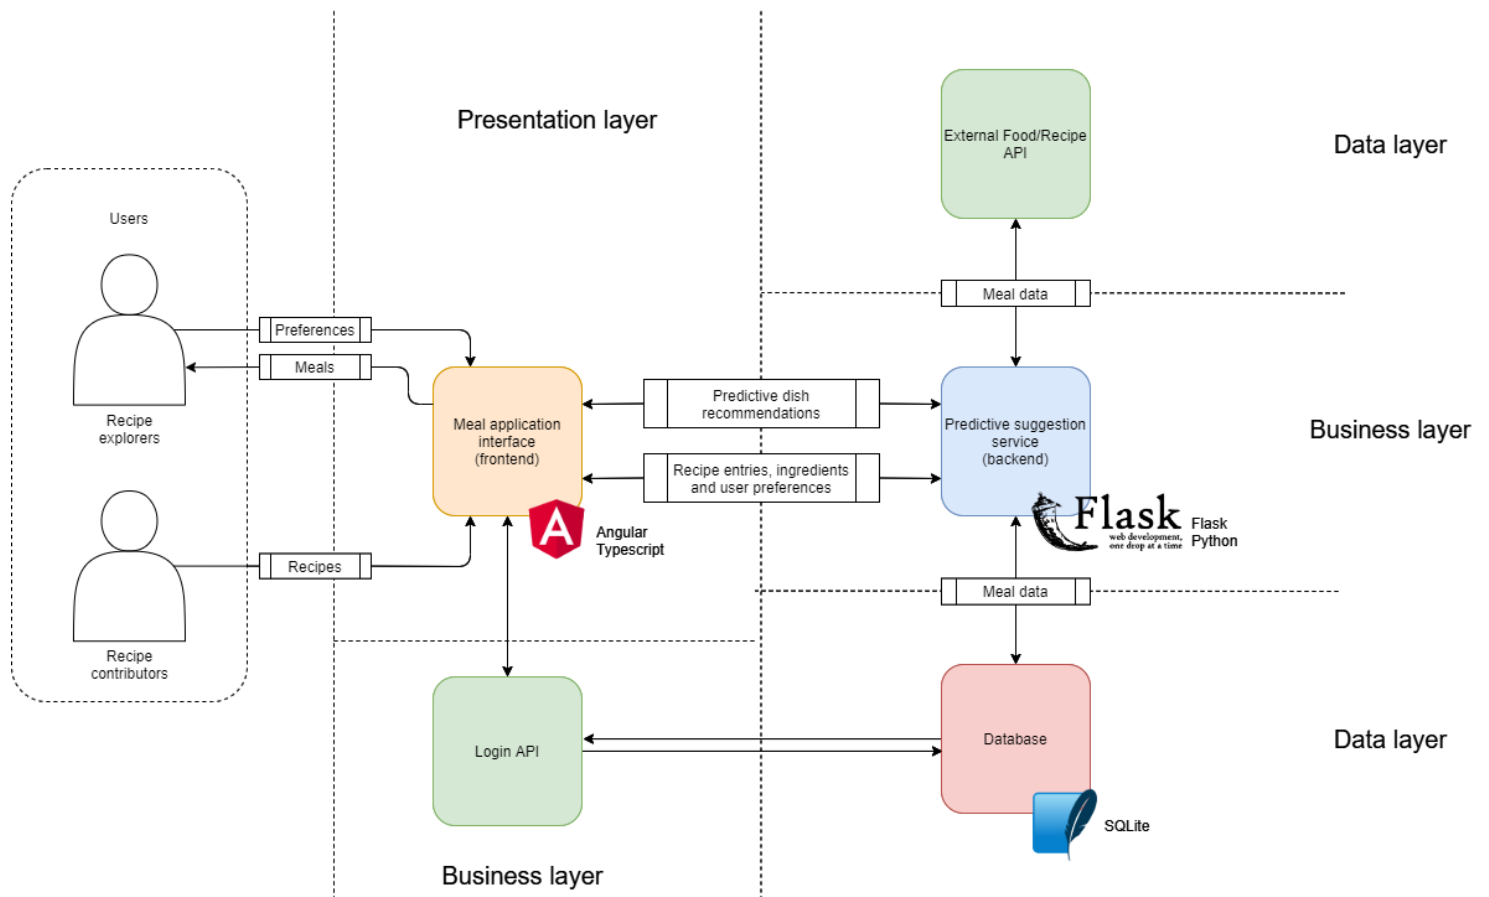 Presentation layer
External Food/Recipe
API
Data layer
Users
Meal data
Preferences
Meals
Recipe
explorers
Meal application
interface
(frontend)
Predictive dish
recommendations
Predictive suggestion
service
(backend)
Business layer
Recipe entries, ingredients
and user preferences
Angular
Typescript
Flask
web development,
one drop at a time
Flask
Python
Recipes
Meal data
Recipe
contributors
Login API
Database
Data layer
SQLite
Business layer